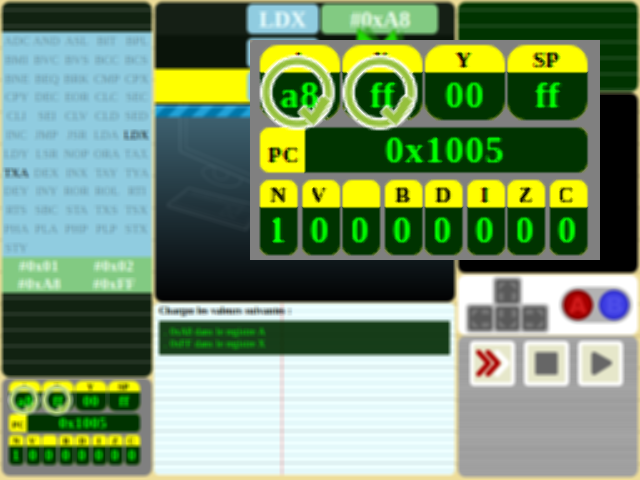 LDX #0xA8
A X Y SP
a8 ff 00 ff
PC 0x1005
N V B D I Z C
1 0 0 0 0 0 0 0
ADC AND ASL BIT BPL
BMI BVC BVS BCC BCS
BNE BEQ BRK CMP CPX
CPY DEC EOR CLC SEC
CLI SEI CLV CLD SED
INC JMP JSR LDA LDX
LDY LSR NOP ORA TAX
TXA DEX INX TAY TYA
DEY INY ROR ROL RTI
RTS SBC STA TXS TSX
PHA PLA PHP PLP STX
STY
#0x01 #0x02
#0xA8 #0xFF
Charges les valeurs suivantes :
0xA8 dans le registre A
0xFF dans le registre X
Y SP
a8 ff 00 ff
PC 0x1005
N V B D I Z C
1 0 0 0 0 0 0 0
A B